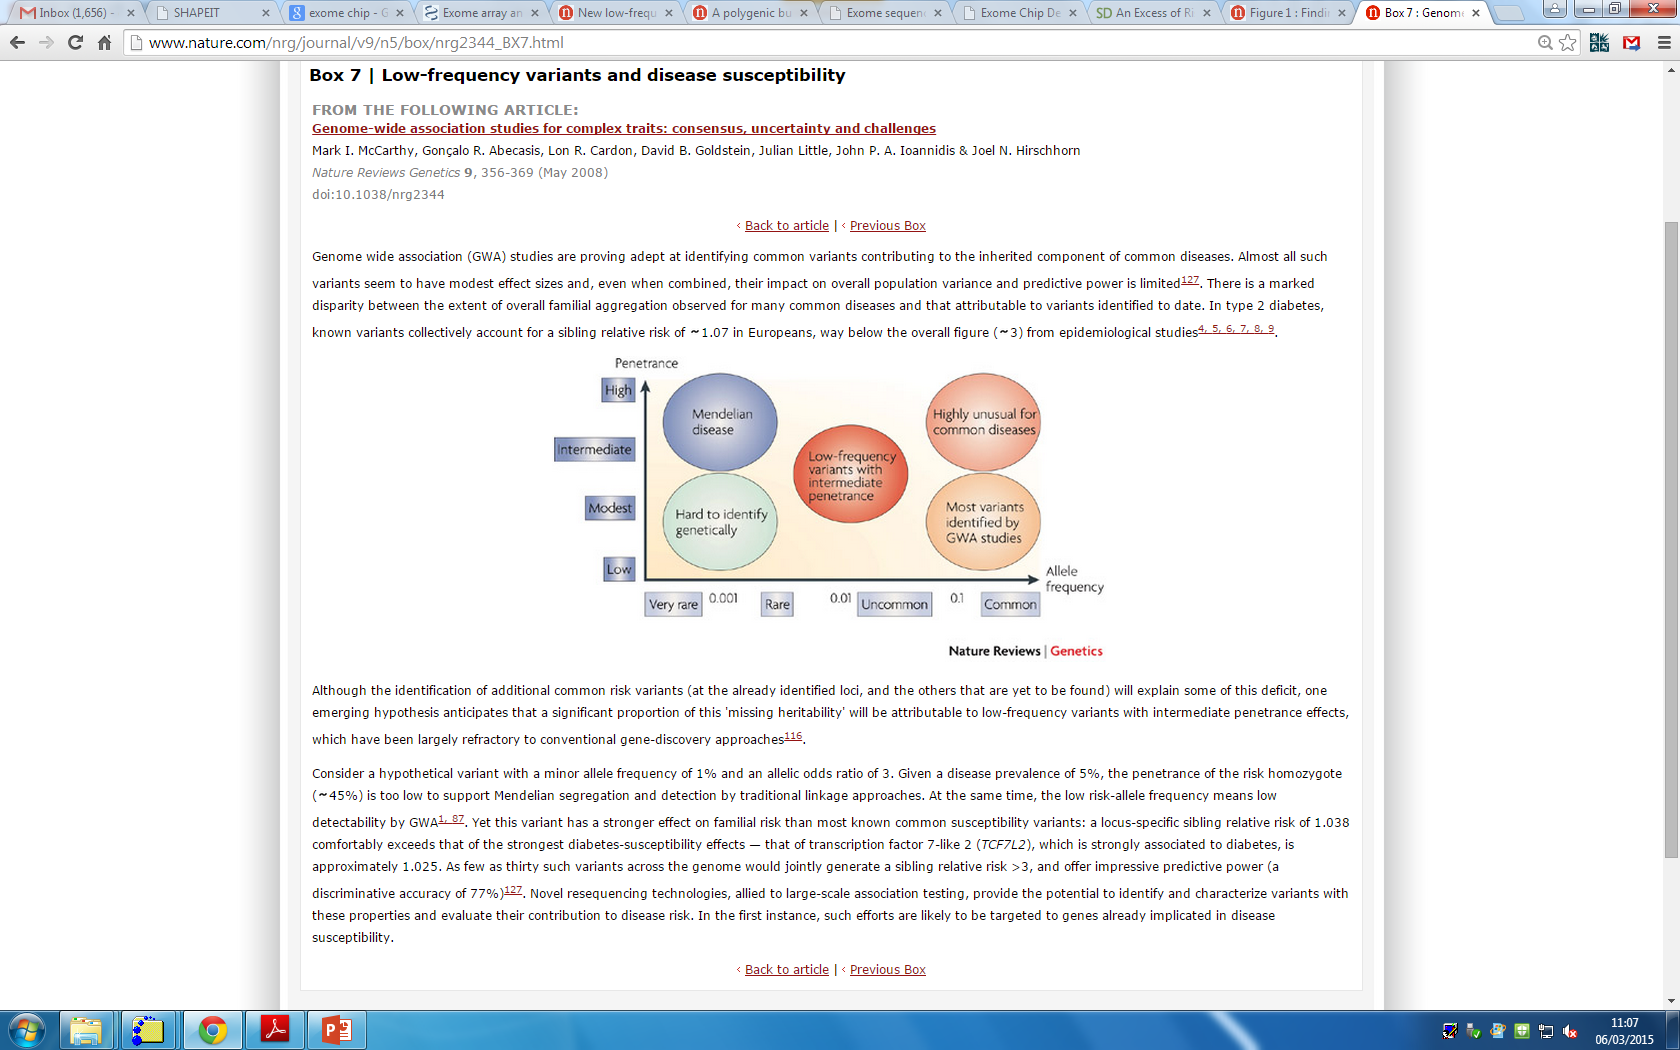 Inbox (1,656) -
SHAPEIT
exome chip - G
Exome array an
New low-frequ
A polygenic bu
Exome sequen
Exome Chip De
SD An Excess of Ri
Figure 1 : Findi
Box 7 : Genom
www.nature.com/nrg/journal/v9/n5/box/nrg2344_BX7.html
Box 7 | Low-frequency variants and disease susceptibility
FROM THE FOLLOWING ARTICLE:
Genome-wide association studies for complex traits: consensus, uncertainty and challenges
Mark I. McCarthy, Gonçalo R. Abecasis, Lon R. Cardon, David B. Goldstein, Julian Little, John P. A. Ioannidis & Joel N. Hirschhorn
Nature Reviews Genetics 9, 356-369 (May 2008)
doi:10.1038/nrg2344
‹ Back to article | ‹ Previous Box
Genome wide association (GWA) studies are proving adept at identifying common variants contributing to the inherited component of common diseases. Almost all such
variants seem to have modest effect sizes and, even when combined, their impact on overall population variance and predictive power is limited127. There is a marked
disparity between the extent of overall familial aggregation observed for many common diseases and that attributable to variants identified to date. In type 2 diabetes,
known variants collectively account for a sibling relative risk of ~1.07 in Europeans, way below the overall figure (~3) from epidemiological studies4, 5, 6, 7, 8, 9.
Penetrance
High
Intermediate
Modest
Low
Mendelian
disease
Hard to identify
genetically
Low-frequency
variants with
intermediate
penetrance
Highly unusual for
common diseases
Most variants
identified by
GWA studies
Allele
frequency
Very rare 0.001 Rare 0.01 Uncommon 0.1 Common
Nature Reviews | Genetics
Although the identification of additional common risk variants (at the already identified loci, and the others that are yet to be found) will explain some of this deficit, one
emerging hypothesis anticipates that a significant proportion of this 'missing heritability' will be attributable to low-frequency variants with intermediate penetrance effects,
which have been largely refractory to conventional gene-discovery approaches116.
Consider a hypothetical variant with a minor allele frequency of 1% and an allelic odds ratio of 3. Given a disease prevalence of 5%, the penetrance of the risk homozygote
(~45%) is too low to support Mendelian segregation and detection by traditional linkage approaches. At the same time, the low risk-allele frequency means low
detectability by GWA1, 87. Yet this variant has a stronger effect on familial risk than most known common susceptibility variants: a locus-specific sibling relative risk of 1.038
comfortably exceeds that of the strongest diabetes-susceptibility effects — that of transcription factor 7-like 2 (TCF7L2), which is strongly associated to diabetes, is
approximately 1.025. As few as thirty such variants across the genome would jointly generate a sibling relative risk >3, and offer impressive predictive power (a
discriminative accuracy of 77%)127. Novel resequencing technologies, allied to large-scale association testing, provide the potential to identify and characterize variants with
these properties and evaluate their contribution to disease risk. In the first instance, such efforts are likely to be targeted to genes already implicated in disease
susceptibility.
‹ Back to article | ‹ Previous Box
11:07
06/03/2015